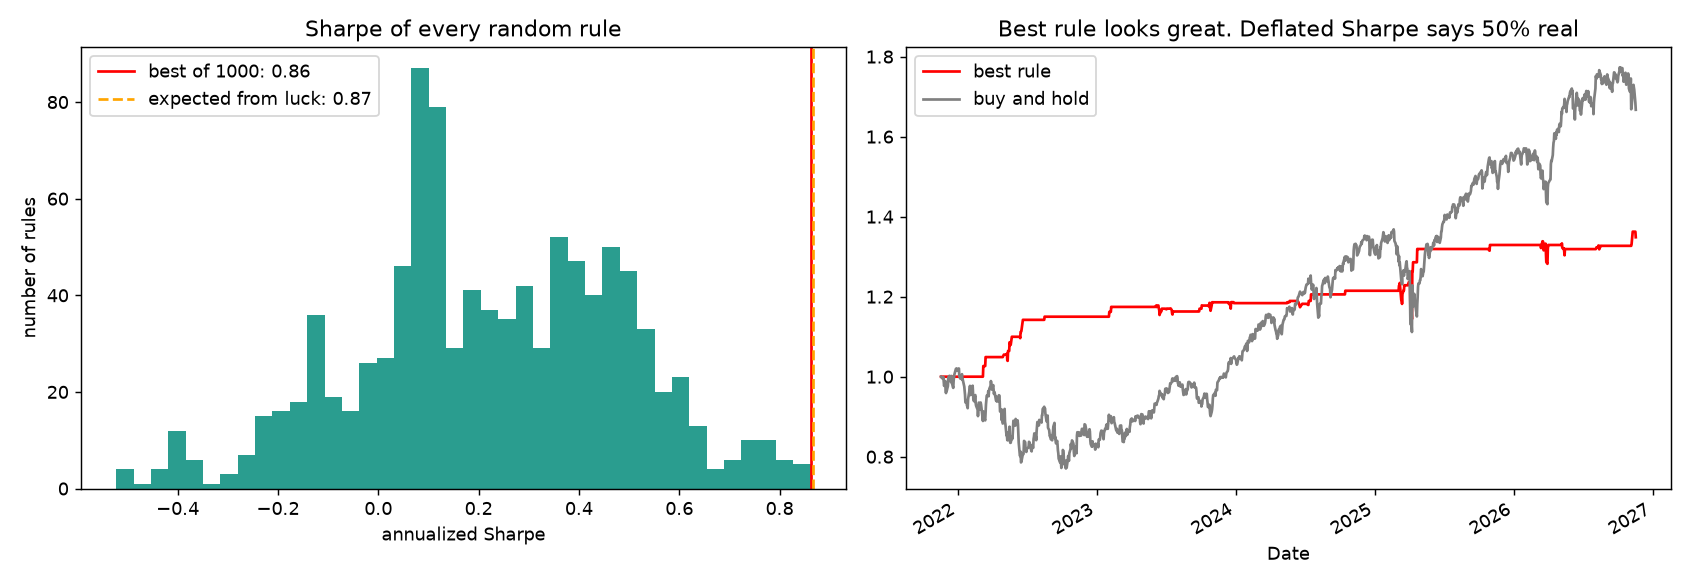 Sharpe of every random rule
best of 1000: 0.86
expected from luck: 0.87
number of rules
80
60
40
20
0
−0.4
−0.2
0.0
0.2
0.4
0.6
0.8
annualized Sharpe
Best rule looks great. Deflated Sharpe says 50% real
best rule
buy and hold
1.8
1.6
1.4
1.2
1.0
0.8
2022
2023
2024
2025
2026
2027
Date